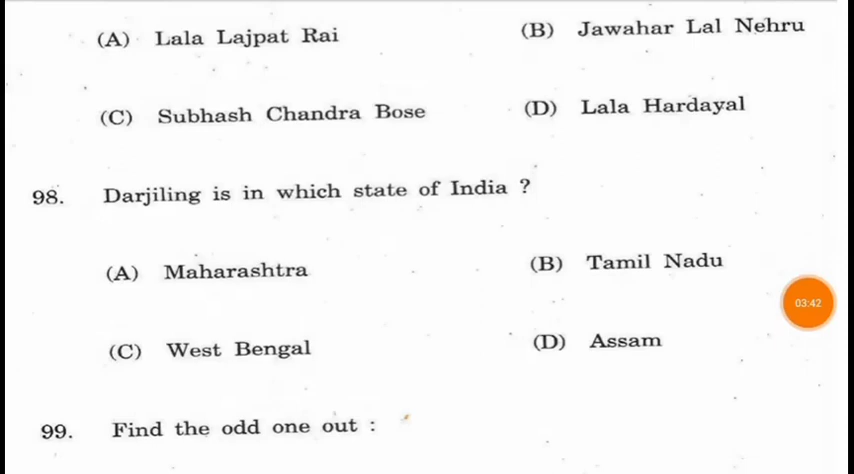 (A) Lala Lajpat Rai (B) Jawahar Lal Nehru
(C) Subhash Chandra Bose (D) Lala Hardayal
98. Darjiling is in which state of India ?
(A) Maharashtra (B) Tamil Nadu
03:42
(C) West Bengal (D) Assam
99. Find the odd one out :